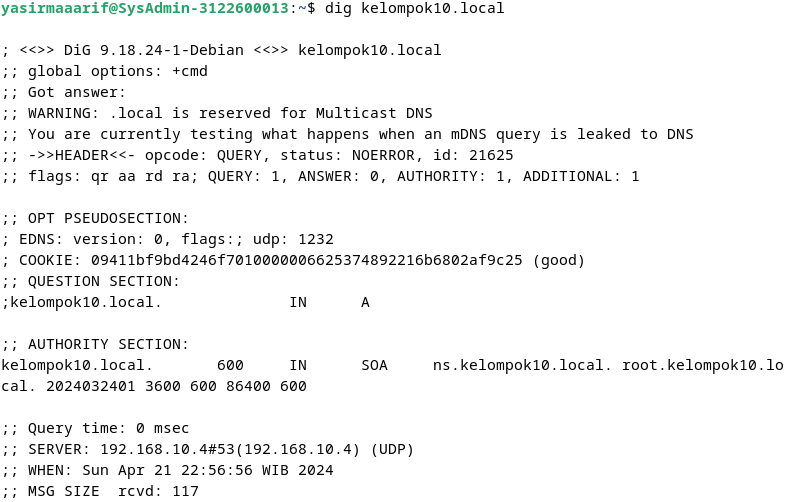 yasirmaaarif@SysAdmin-3122600013:~$ dig kelompok10.local

; <<>> DiG 9.18.24-1-Debian <<>> kelompok10.local
;; global options: +cmd
;; Got answer:
;; WARNING: .local is reserved for Multicast DNS
;; You are currently testing what happens when an mDNS query is leaked to DNS
;; ->>HEADER<<- opcode: QUERY, status: NOERROR, id: 21625
;; flags: qr aa rd ra; QUERY: 1, ANSWER: 0, AUTHORITY: 1, ADDITIONAL: 1

;; OPT PSEUDOSECTION:
; EDNS: version: 0, flags:; udp: 1232
; COOKIE: 09411bf9bd4246f7010000006625374892216b6802af9c25 (good)
;; QUESTION SECTION:
;kelompok10.local.              IN      A

;; AUTHORITY SECTION:
kelompok10.local.       600     IN      SOA     ns.kelompok10.local. root.kelompok10.lo
cal. 2024032401 3600 600 86400 600

;; Query time: 0 msec
;; SERVER: 192.168.10.4#53(192.168.10.4) (UDP)
;; WHEN: Sun Apr 21 22:56:56 WIB 2024
;; MSG SIZE  rcvd: 117